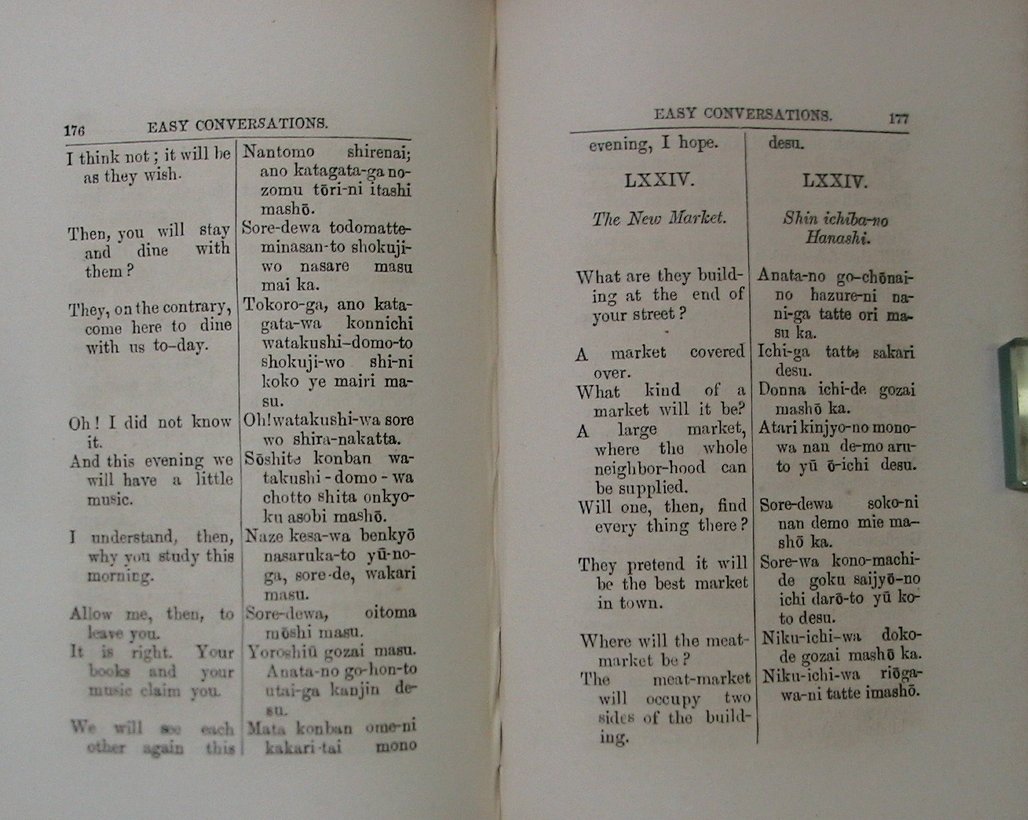 176 EASY CONVERSATIONS.
I think not; it will be
as they wish.
Then, you will stay
and dine with
them?
They, on the contrary,
come here to dine
with us to-day.
Oh! I did not know
it.
And this evening we
will have a little
music.
I understand, then,
why you study this
morning.
Allow me, then, to
leave you.
It is right. Your
books and your
music claim you.
We will see each
other again this
Nantomo shirenai;
ano katagata-ga no-
zomu tōri-ni itashi
mashō.
Sore-dewa todomatte-
minasan-to shokuji-
wo nasare masu
mai ka.
Tokoro-ga, ano kata-
gata-wa konnichi
watakushi-domo-to
shokuji-wo shi-ni
koko ye mairi ma-
su.
Oh! watakushi-wa sore
wo shira-nakatta.
Sōshite konban wa-
takushi-domo-wa
chotto shita onkyo-
ku asobi mashō.
Naze kesa-wa benkyō
nasaruka-to yū-no-
ga, sore-de, wakari
masu.
Sore-dewa, oitoma
mōshi masu.
Yoroshiū gozai masu.
Anata-no go-hon-to
utai-ga kanjin de-
su.
Mata konban ome-ni
kakari-tai mono
EASY CONVERSATIONS. 177
evening, I hope.
LXXIV.
The New Market.
What are they build-
ing at the end of
your street?
A market covered
over.
What kind of a
market will it be?
A large market,
where the whole
neighbor-hood can
be supplied.
Will one, then, find
every thing there?
They pretend it will
be the best market
in town.
Where will the meat-
market be?
The meat-market
will occupy two
sides of the build-
ing.
desu.
LXXIV.
Shin ichiba-no
Hanashi.
Anata-no go-chōnai-
no hazure-ni na-
ni-ga tatte ori ma-
su ka.
Ichi-ga tatte sakari
desu.
Donna ichi-de gozai
mashō ka.
Atari kinjyo-no mono-
wa nan de-mo aru-
to yū ō-ichi desu.
Sore-dewa soko-ni
nan demo mie ma-
shō ka.
Sore-wa kono-machi-
de goku saijyō-no
ichi darō-to yū ko-
to desu.
Niku-ichi-wa doko-
de gozai mashō ka.
Niku-ichi-wa riōga-
wa-ni tatte imashō.